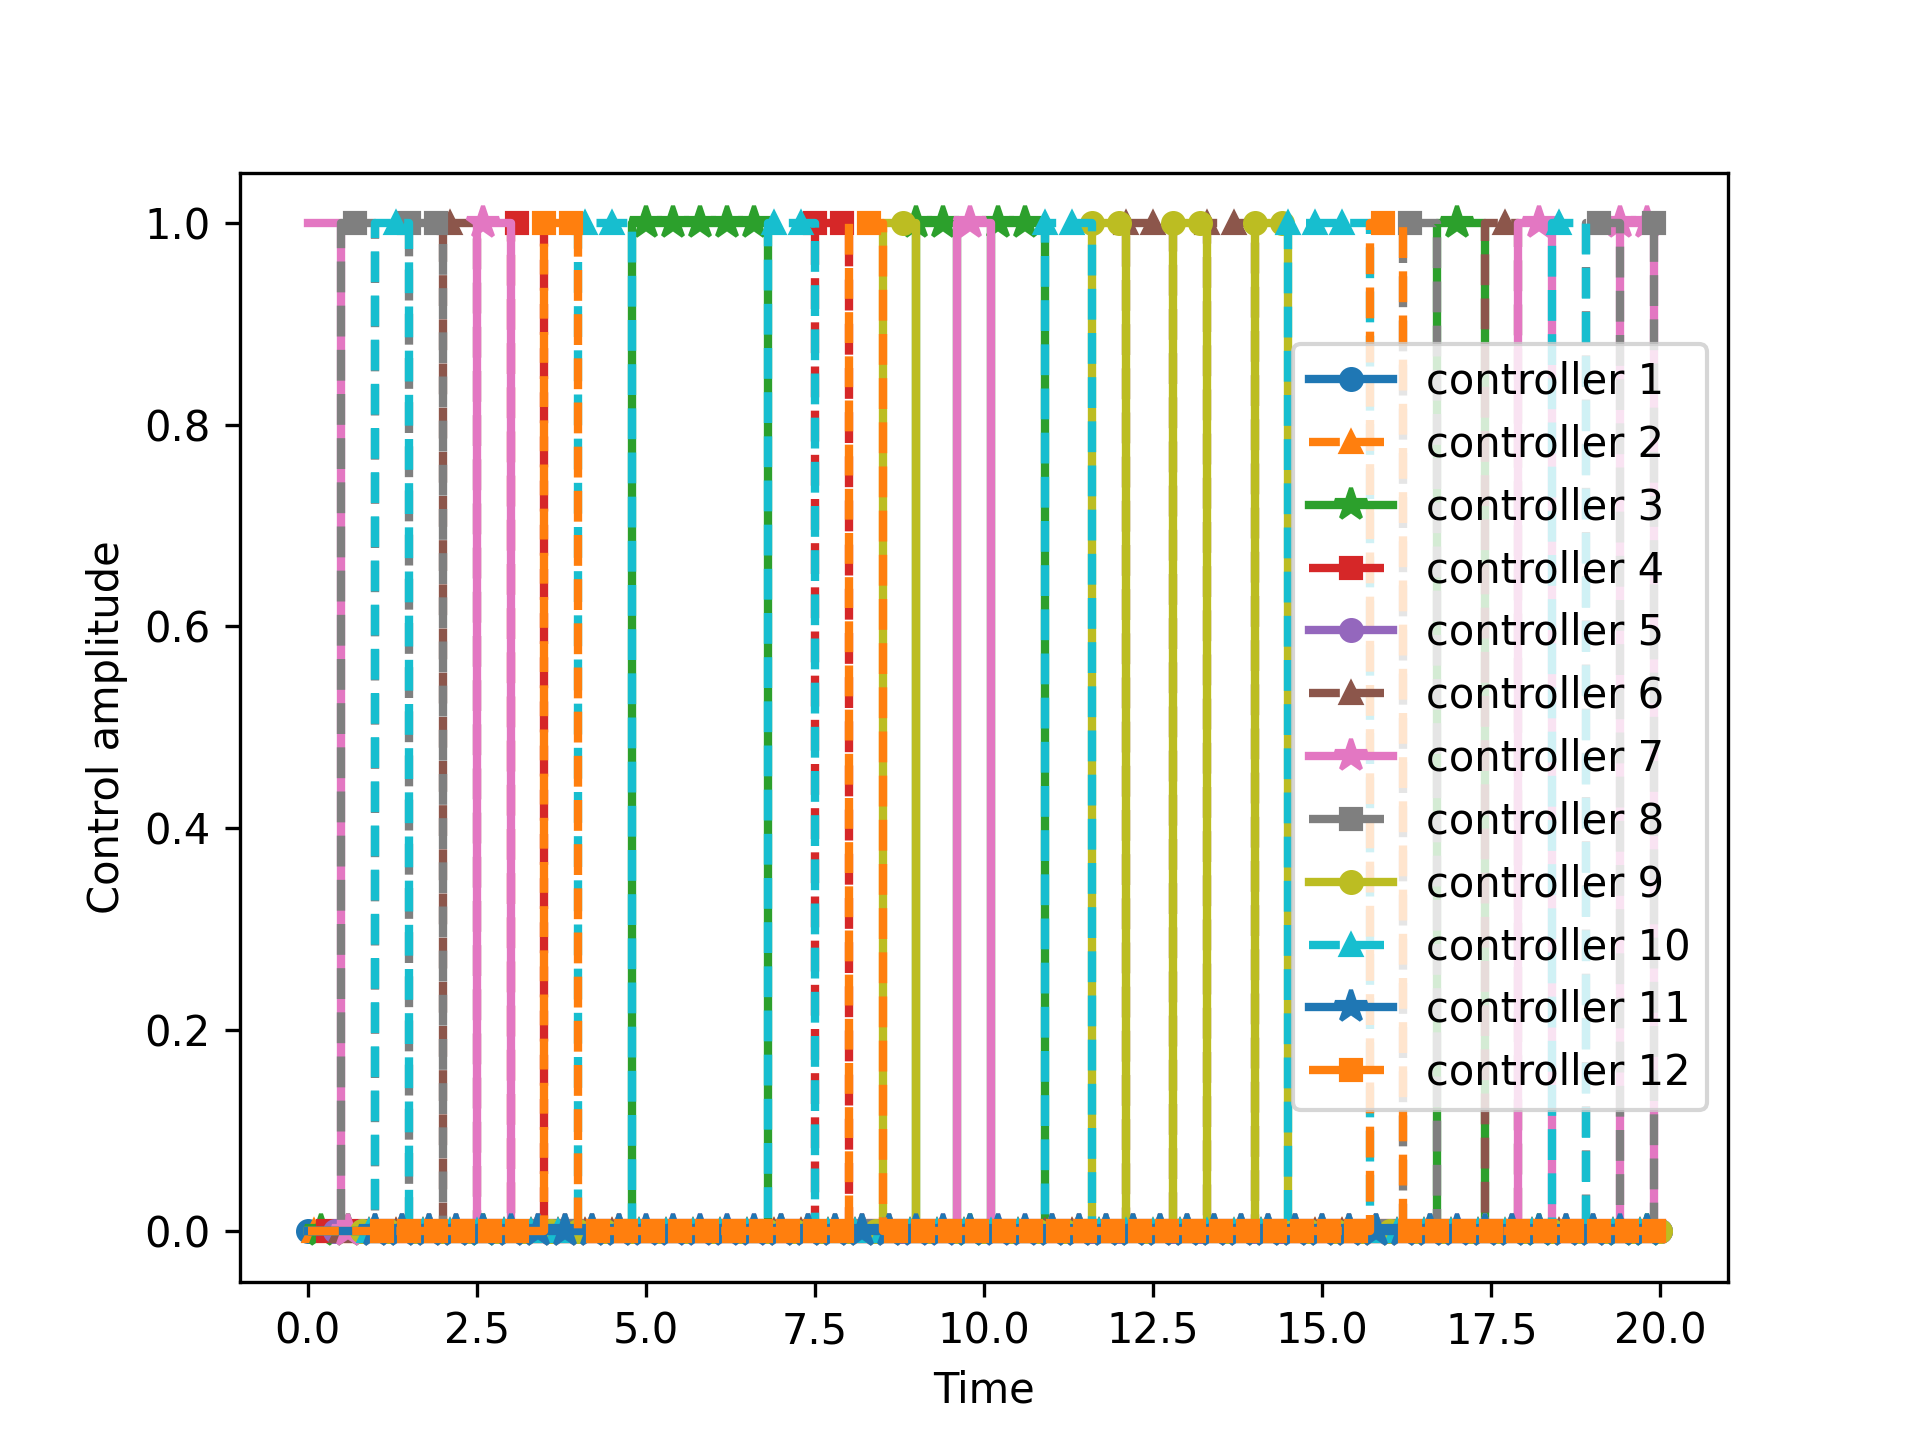 1.0
0.8
0.6
0.4
0.2
0.0
Control amplitude
0.0 2.5 5.0 7.5 10.0 12.5 15.0 17.5 20.0
Time
controller 1
controller 2
controller 3
controller 4
controller 5
controller 6
controller 7
controller 8
controller 9
controller 10
controller 11
controller 12